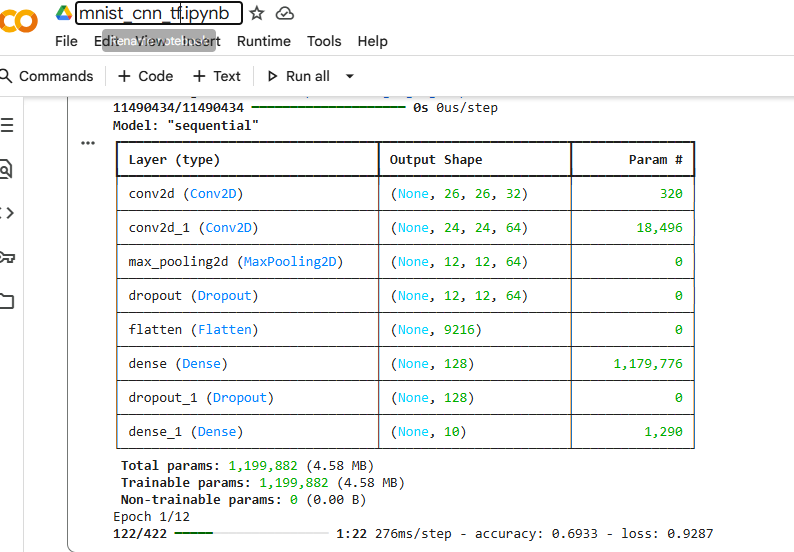 mnist_cnn_tf.ipynb
File Edit View Insert Runtime Tools Help
Commands + Code + Text Run all
11490434/11490434 0s 0us/step
Model: "sequential"
Layer (type) Output Shape Param #
conv2d (Conv2D) (None, 26, 26, 32) 320
conv2d_1 (Conv2D) (None, 24, 24, 64) 18,496
max_pooling2d (MaxPooling2D) (None, 12, 12, 64) 0
dropout (Dropout) (None, 12, 12, 64) 0
flatten (Flatten) (None, 9216) 0
dense (Dense) (None, 128) 1,179,776
dropout_1 (Dropout) (None, 128) 0
dense_1 (Dense) (None, 10) 1,290
Total params: 1,199,882 (4.58 MB)
Trainable params: 1,199,882 (4.58 MB)
Non-trainable params: 0 (0.00 B)
Epoch 1/12
122/422 1:22 276ms/step - accuracy: 0.6933 - loss: 0.9287